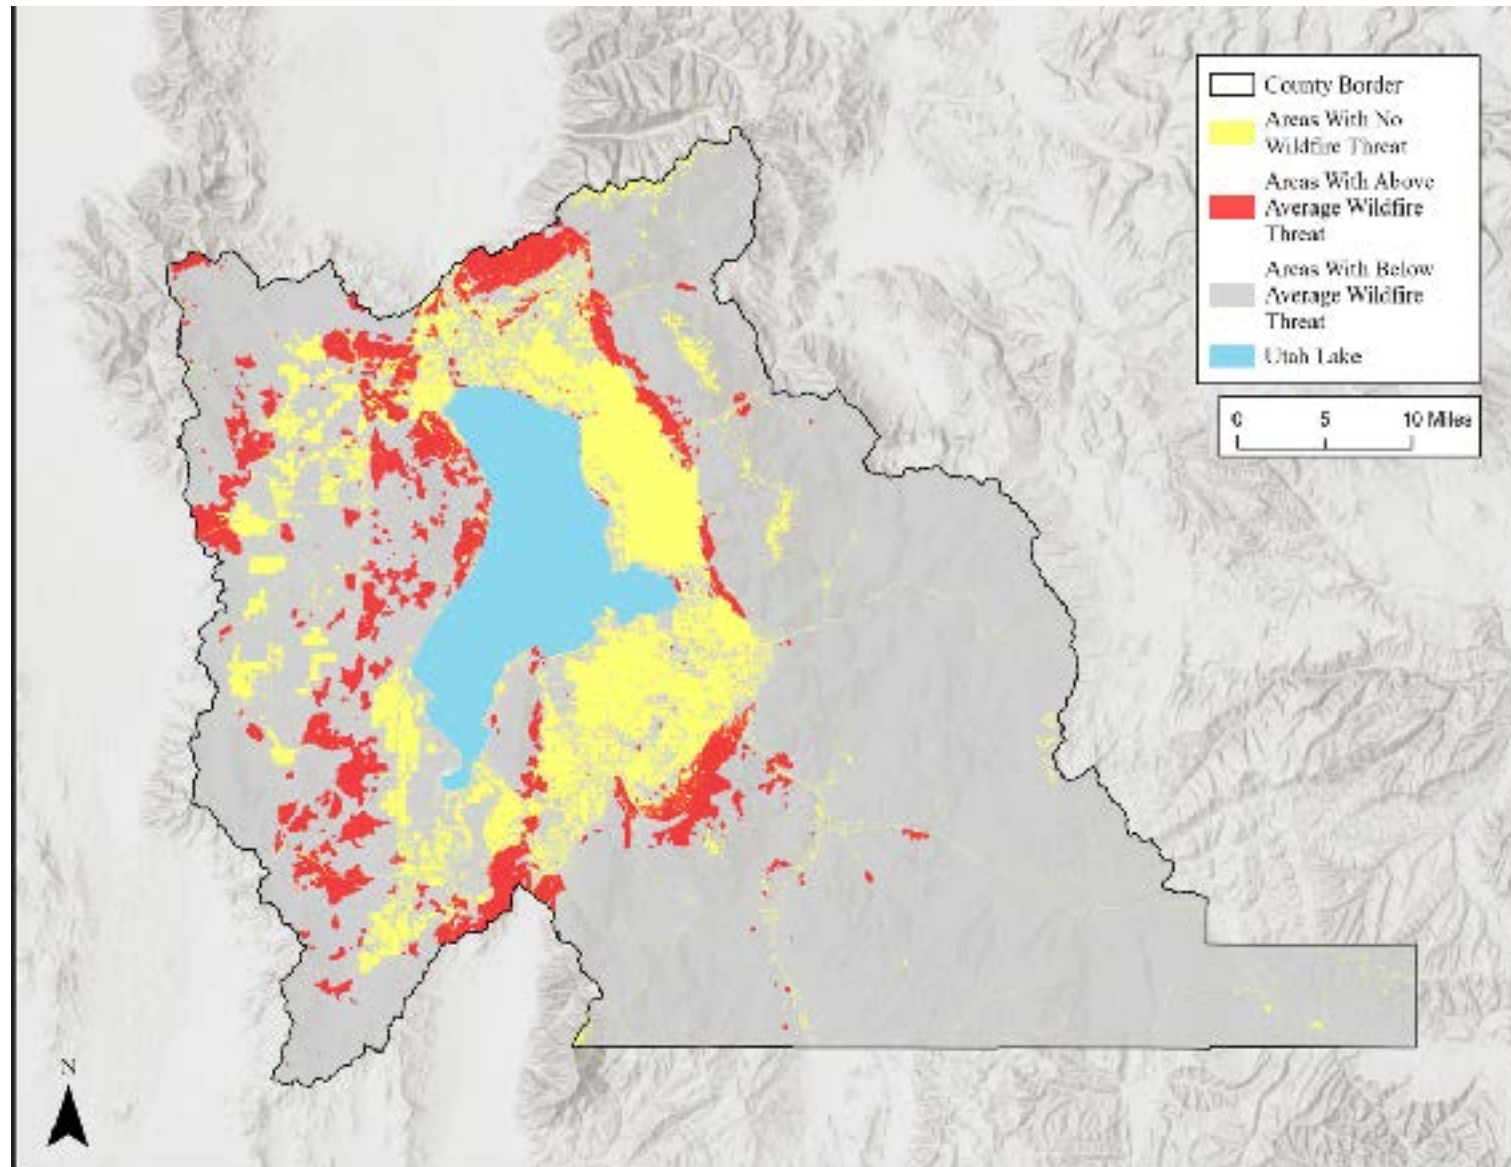 County Border
Areas With No
Wildfire Threat
Areas With Above
Average Wildfire
Threat
Areas With Below
Average Wildfire
Threat
Utah Lake
0 5 10 Miles
N